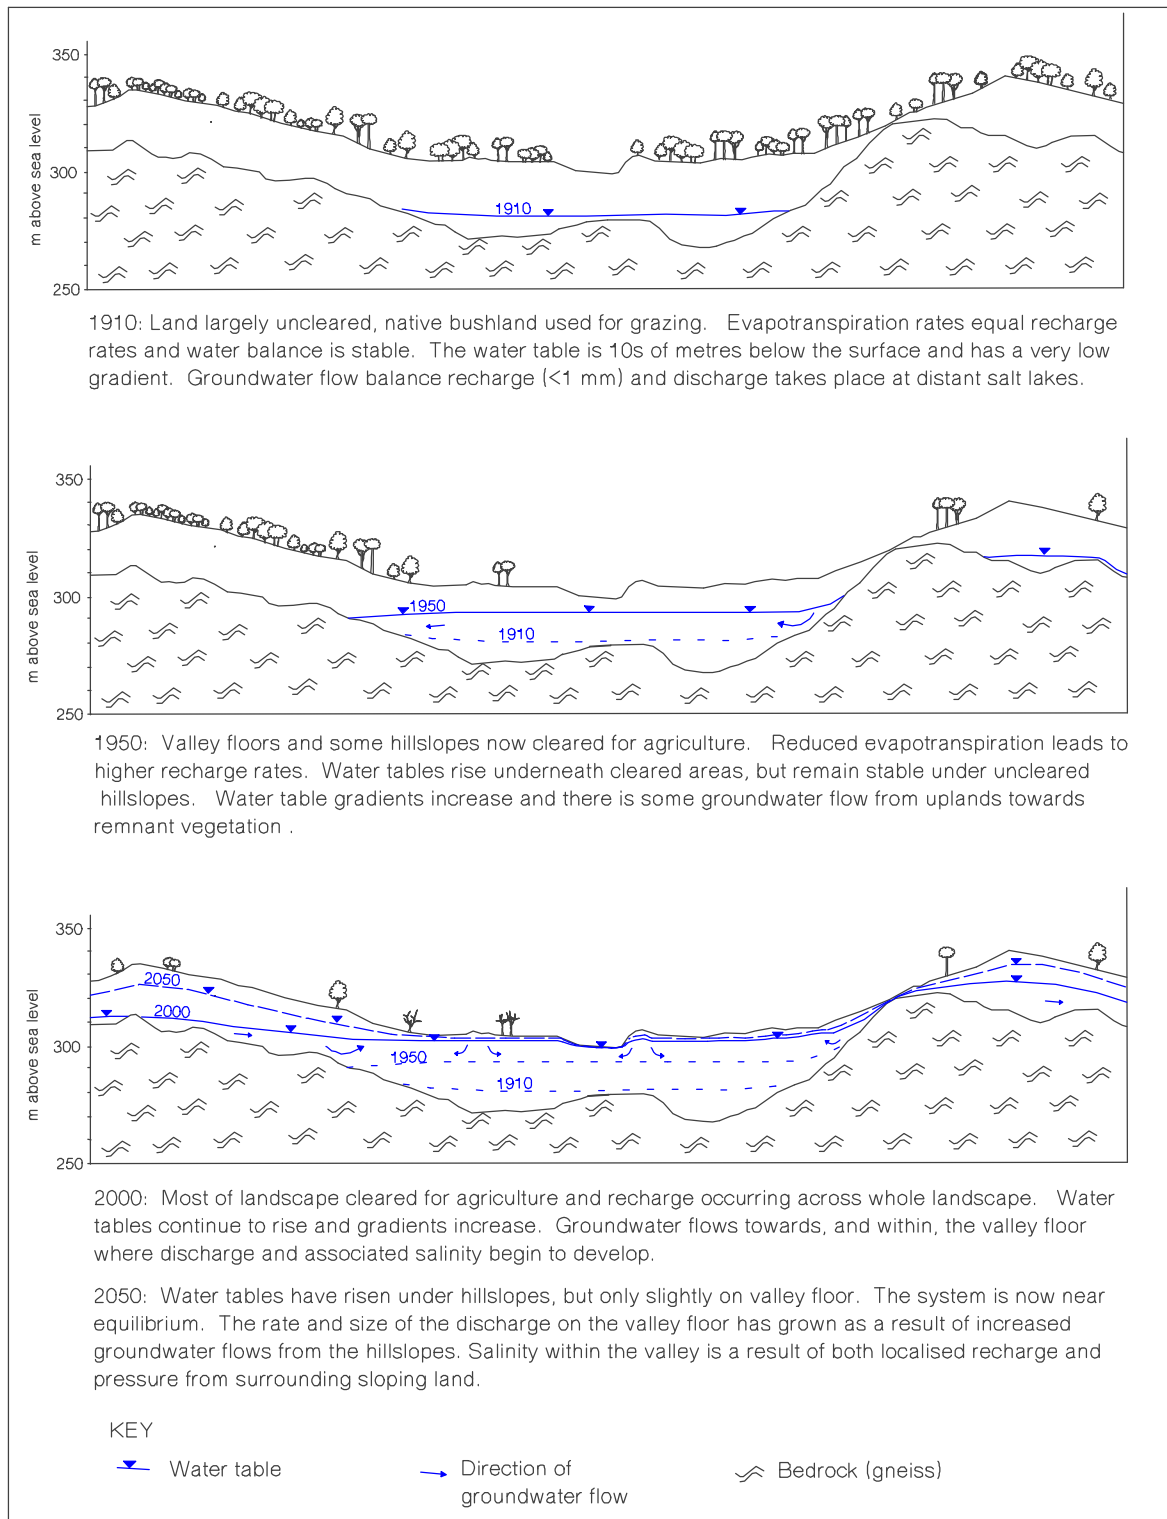 350
300
250
m above sea level
1910
1910: Land largely uncleared, native bushland used for grazing. Evapotranspiration rates equal recharge
rates and water balance is stable. The water table is 10s of metres below the surface and has a very low
gradient. Groundwater flow balance recharge (<1 mm) and discharge takes place at distant salt lakes.
350
300
250
m above sea level
1950
1910
1950: Valley floors and some hillslopes now cleared for agriculture. Reduced evapotranspiration leads to
higher recharge rates. Water tables rise underneath cleared areas, but remain stable under uncleared
hillslopes. Water table gradients increase and there is some groundwater flow from uplands towards
remnant vegetation .
350
300
250
m above sea level
2050
2000
1950
1910
2000: Most of landscape cleared for agriculture and recharge occurring across whole landscape. Water
tables continue to rise and gradients increase. Groundwater flows towards, and within, the valley floor
where discharge and associated salinity begin to develop.
2050: Water tables have risen under hillslopes, but only slightly on valley floor. The system is now near
equilibrium. The rate and size of the discharge on the valley floor has grown as a result of increased
groundwater flows from the hillslopes. Salinity within the valley is a result of both localised recharge and
pressure from surrounding sloping land.
KEY
Water table
Direction of
groundwater flow
Bedrock (gneiss)